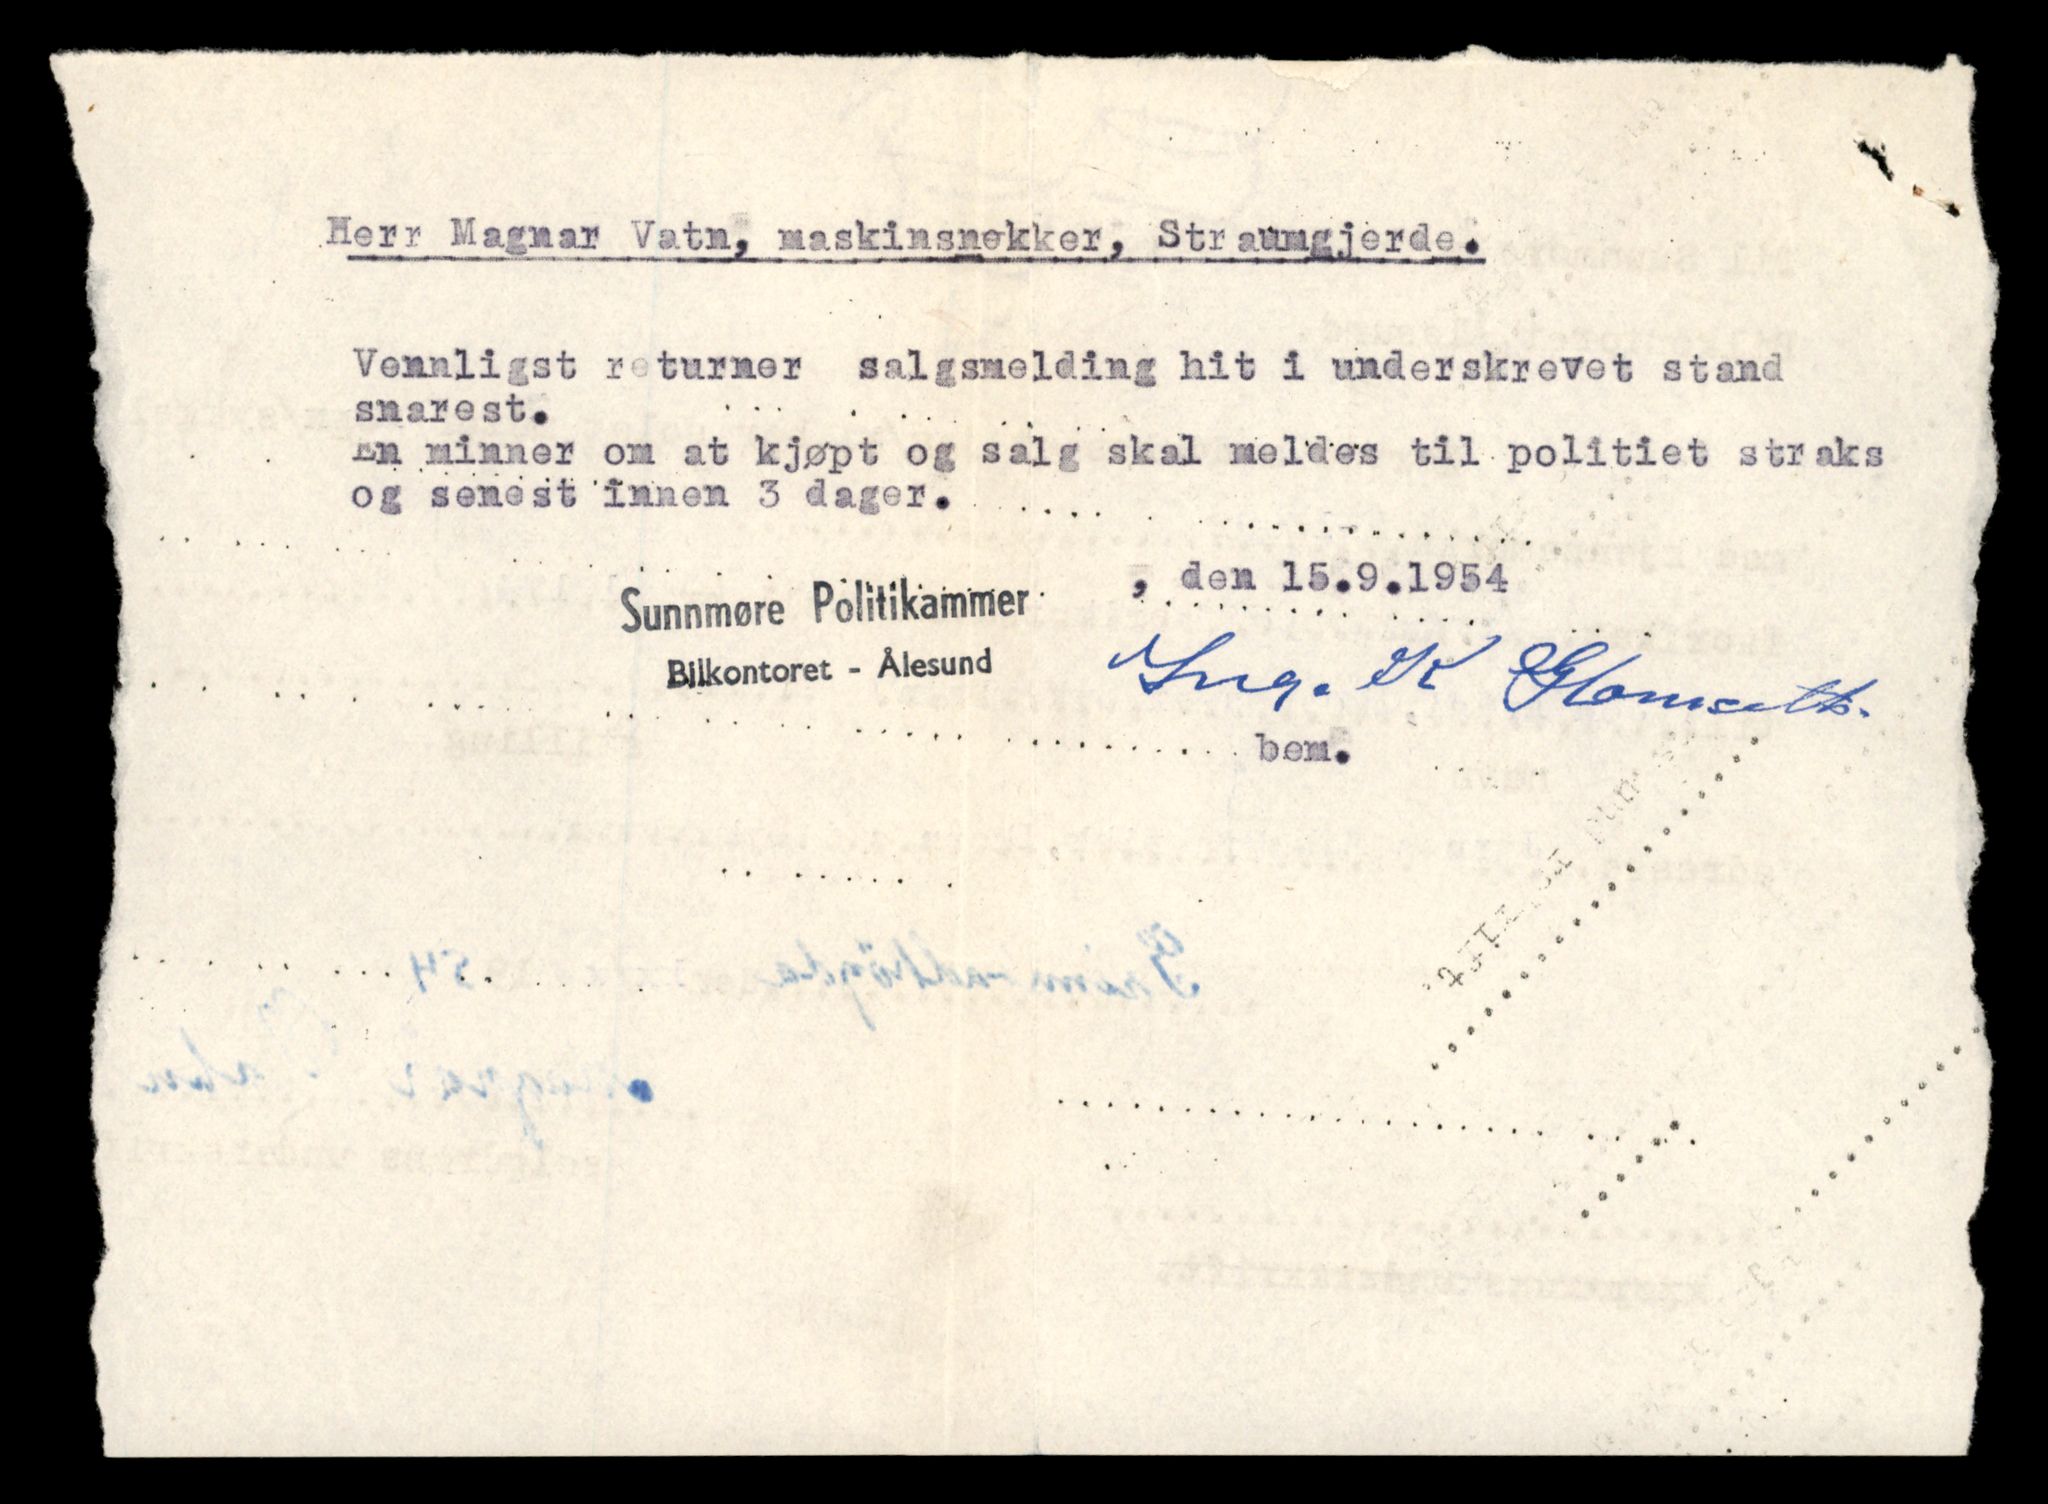 Herr Magnar Vatn, maskinsnekker, Straumgjerde.
Vennligst returner salgsmelding hit i underskrevet stand
snarest.
En minner om at kjøpt og salg skal meldes til politiet straks
og senest innen 3 dager.
, den 15.9.1954
Sunnmøre Politikammer
Bilkontoret - Ålesund
Ing. K Glomseth.
bem.